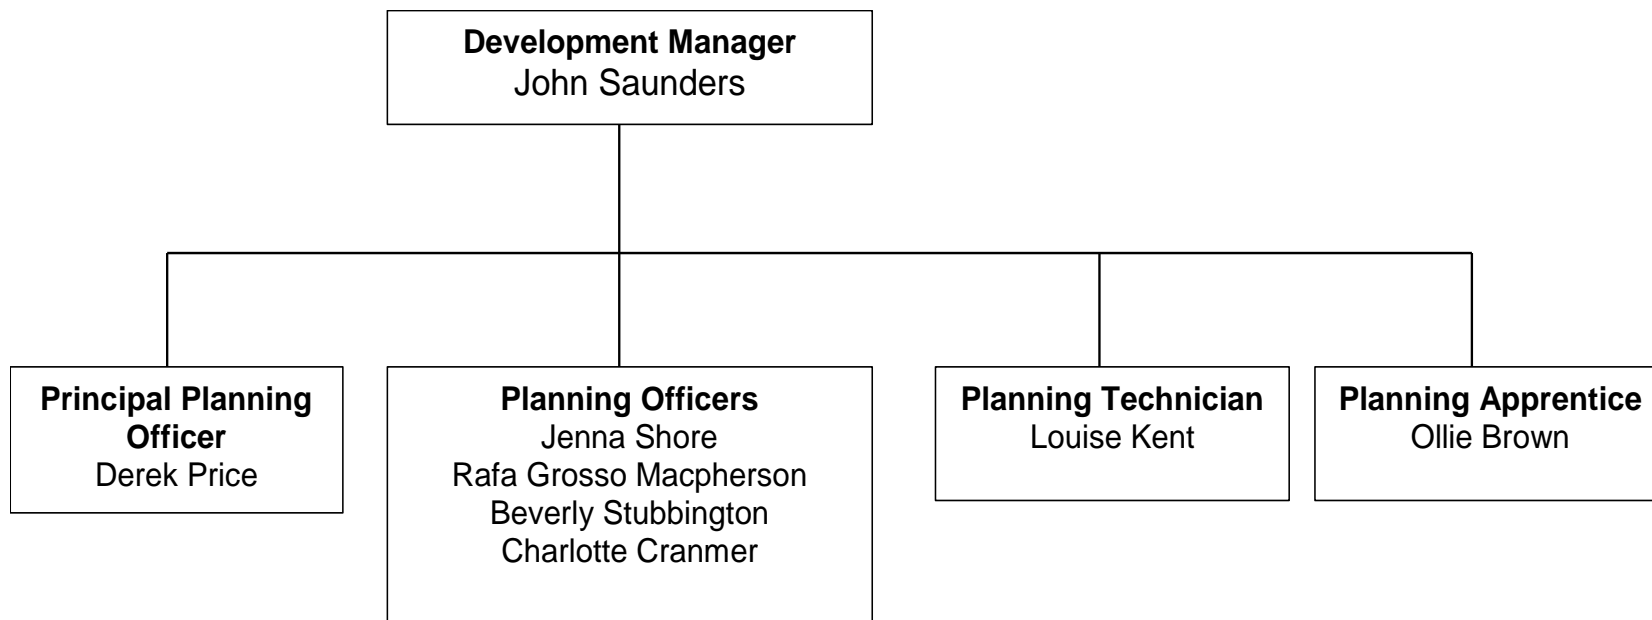 Development Manager
John Saunders
Principal Planning
Officer
Derek Price
Planning Officers
Jenna Shore
Rafa Grosso Macpherson
Beverly Stubbington
Charlotte Cranmer
Planning Technician
Louise Kent
Planning Apprentice
Ollie Brown